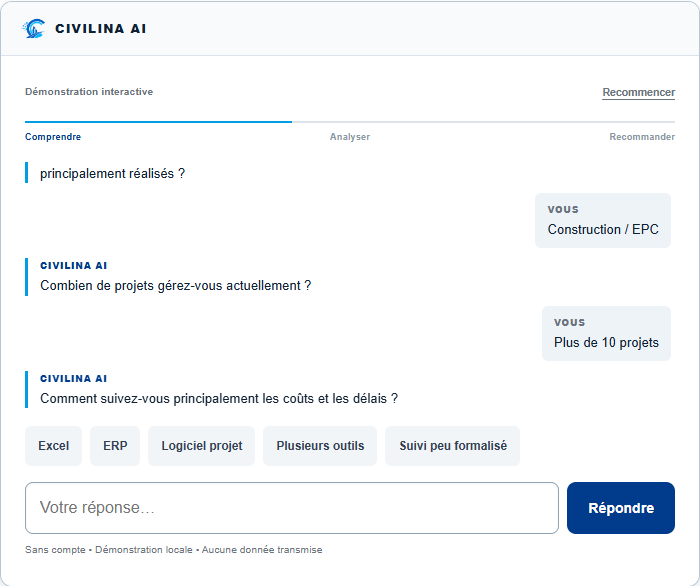 CIVILINA AI
Démonstration interactive
Recommencer
Comprendre
Analyser
Recommander
principalement réalisés ?
VOUS
Construction / EPC
CIVILINA AI
Combien de projets gérez-vous actuellement ?
VOUS
Plus de 10 projets
CIVILINA AI
Comment suivez-vous principalement les coûts et les délais ?
Excel
ERP
Logiciel projet
Plusieurs outils
Suivi peu formalisé
Votre réponse…
Répondre
Sans compte • Démonstration locale • Aucune donnée transmise